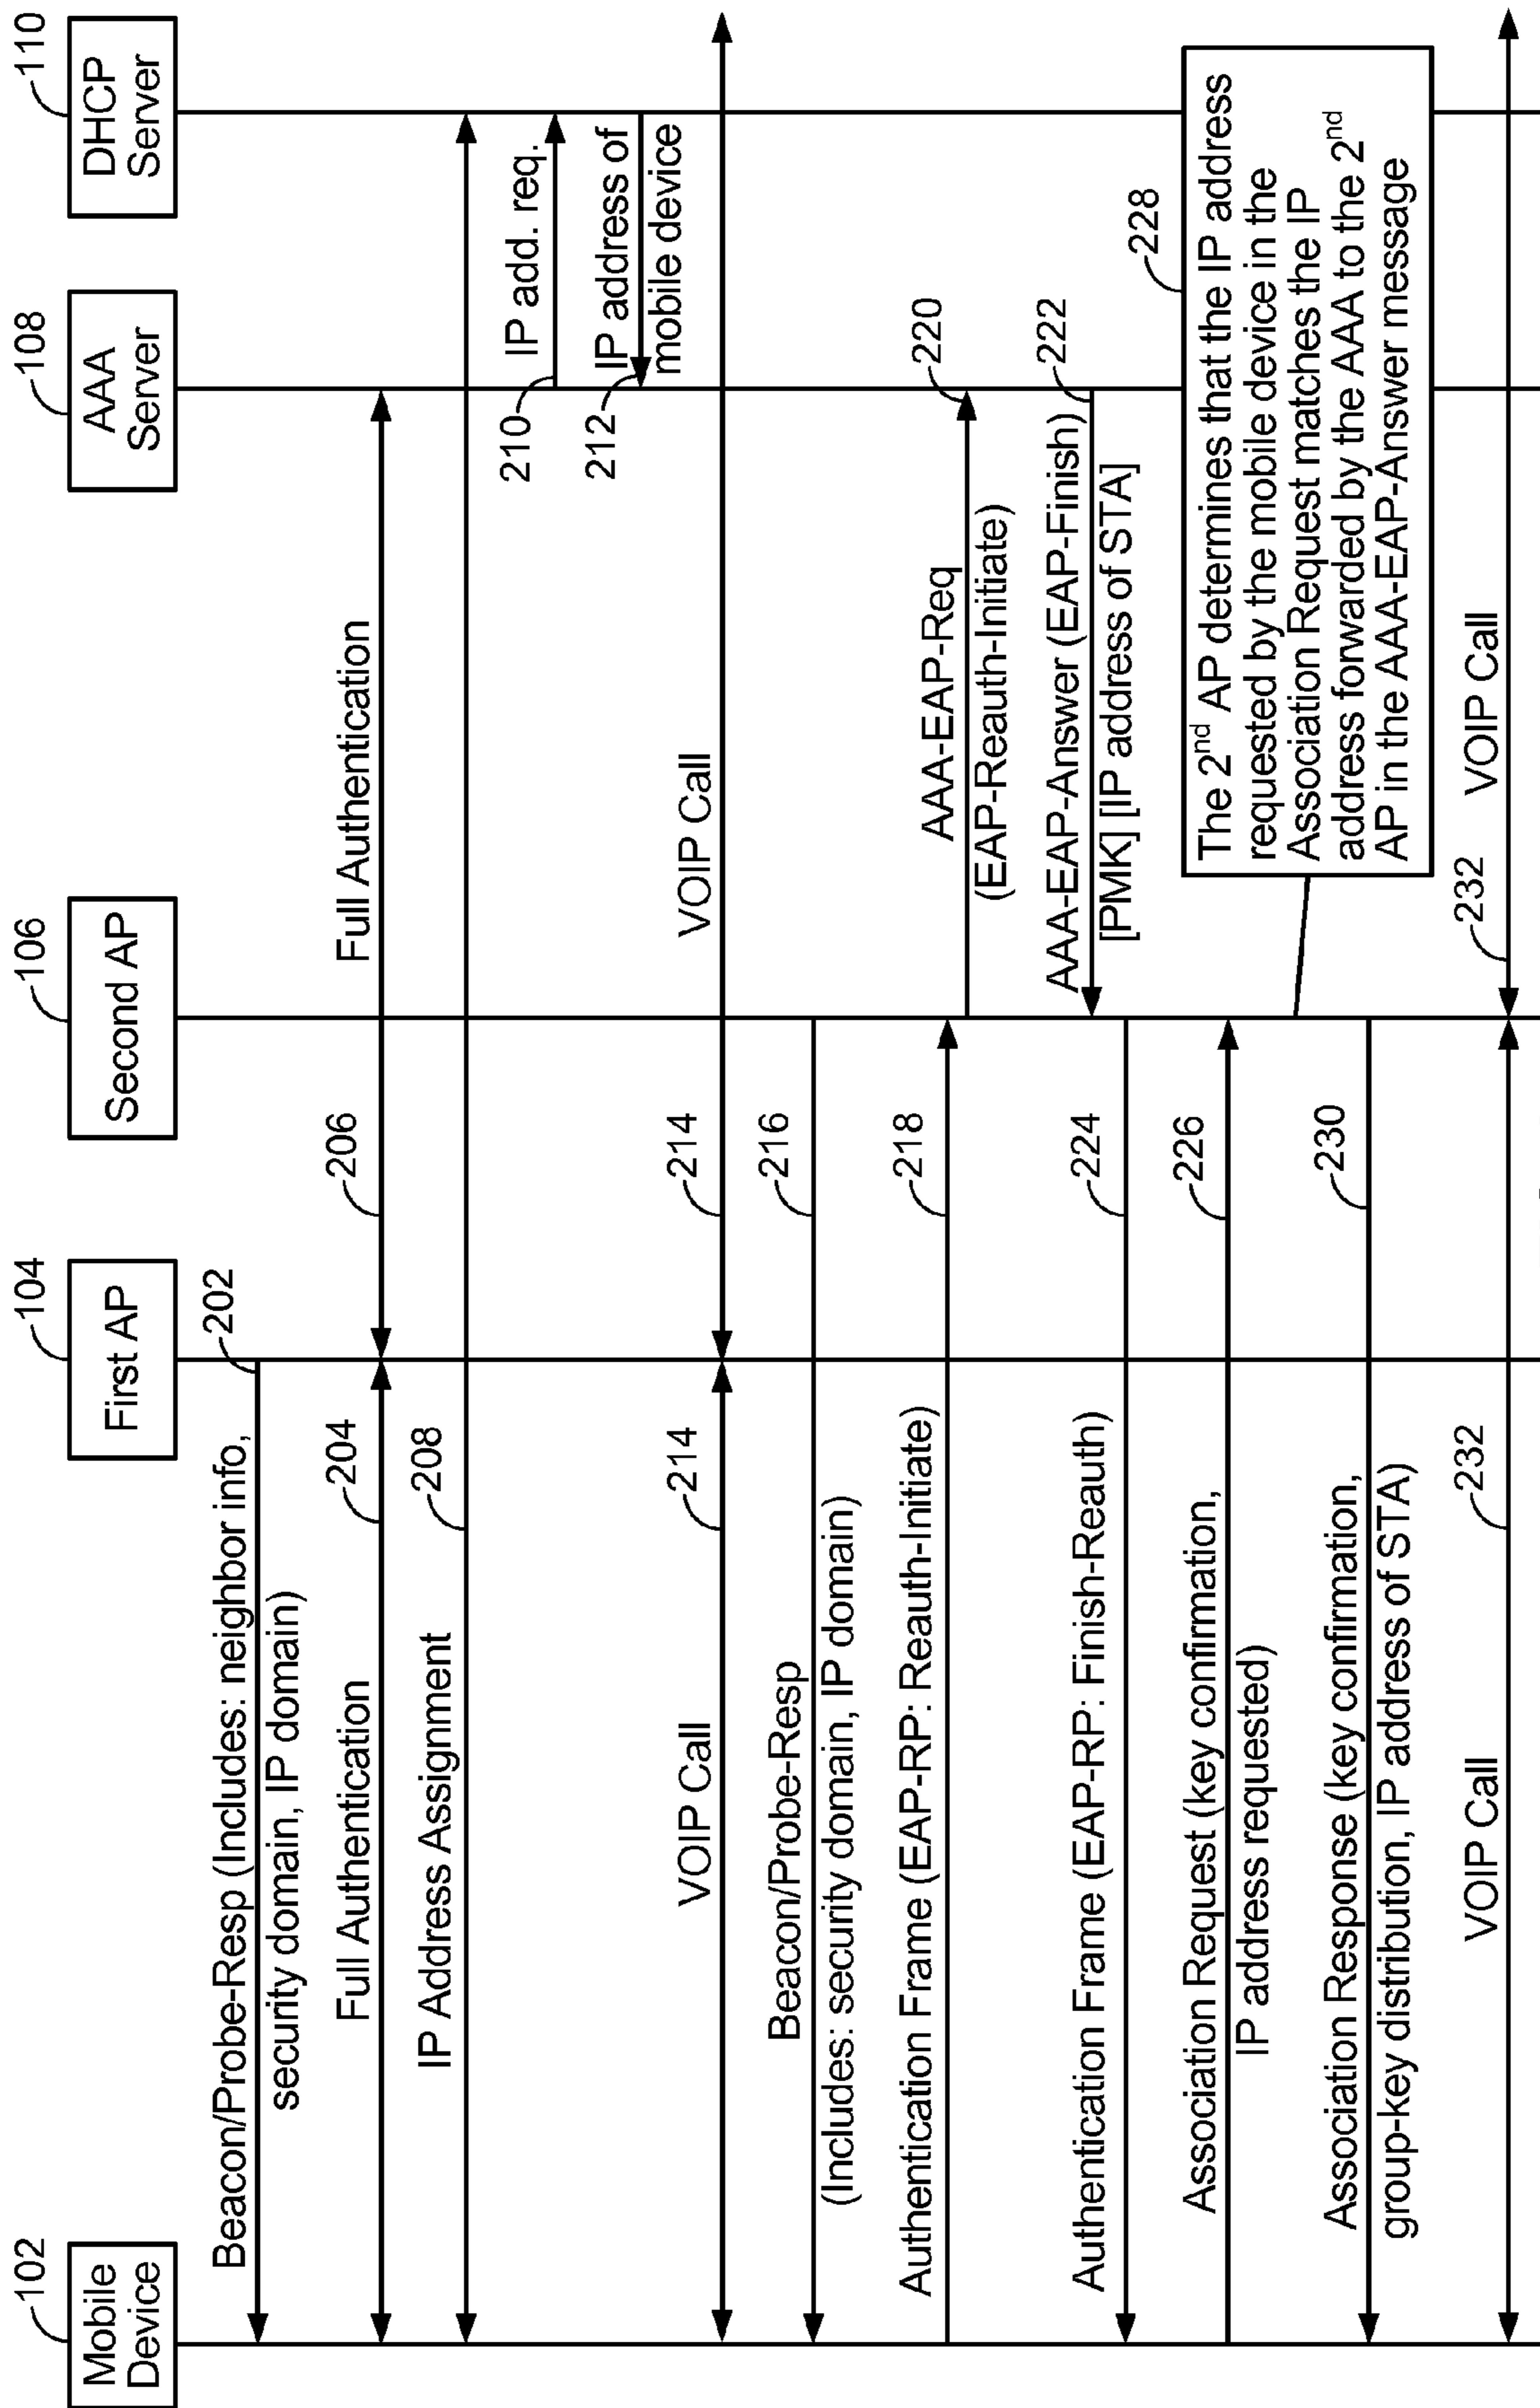 102
Mobile
Device
104
First AP
106
Second AP
108
AAA
Server
110
DHCP
Server
Beacon/Probe-Resp (Includes: neighbor info,
security domain, IP domain)
202
Full Authentication
204
206
Full Authentication
IP Address Assignment
208
IP add. req.
210
IP address of
mobile device
212
VOIP Call
214
214
VOIP Call
Beacon/Probe-Resp
(Includes: security domain, IP domain)
216
Authentication Frame (EAP-RP: Reauth-Initiate)
218
AAA-EAP-Req
(EAP-Reauth-Initiate)
220
AAA-EAP-Answer (EAP-Finish)
[PMK] [IP address of STA]
222
Authentication Frame (EAP-RP: Finish-Reauth)
224
Association Request (key confirmation,
IP address requested)
226
228
The 2nd AP determines that the IP address
requested by the mobile device in the
Association Request matches the IP
address forwarded by the AAA to the 2nd
AP in the AAA-EAP-Answer message
Association Response (key confirmation,
group-key distribution, IP address of STA)
230
VOIP Call
232
232
VOIP Call